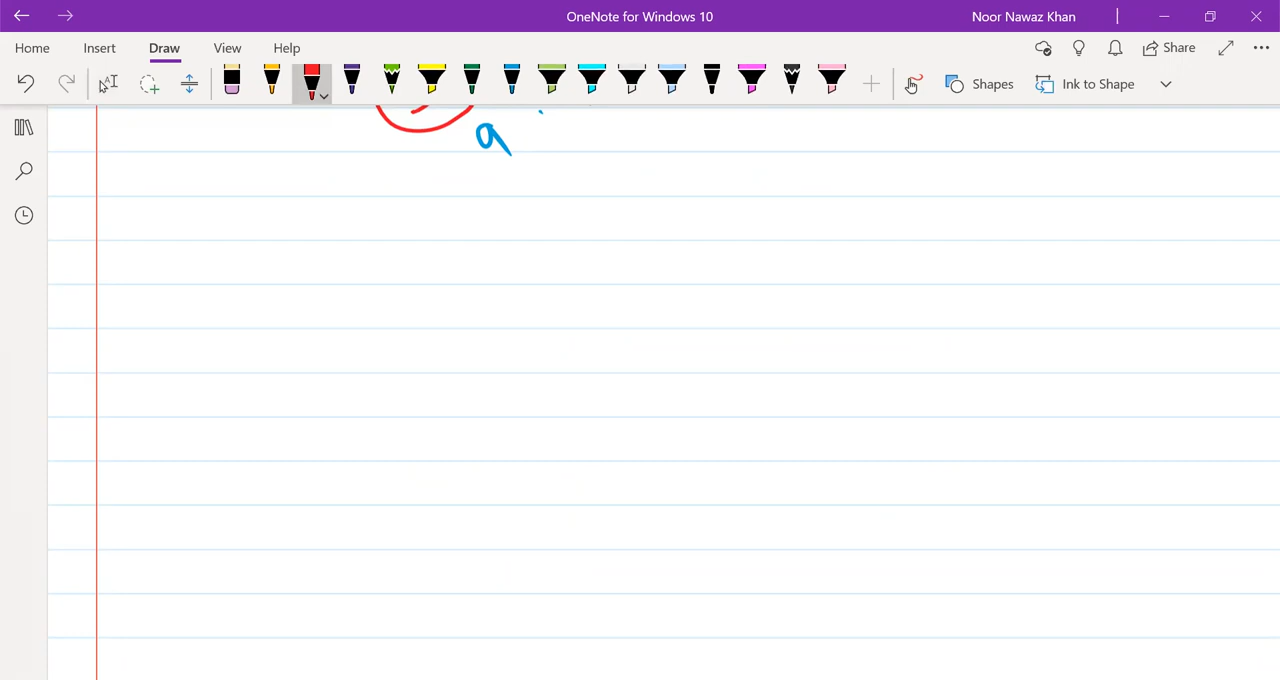 OneNote for Windows 10
Noor Nawaz Khan
Home Insert Draw View Help
Share
Shapes
Ink to Shape
a